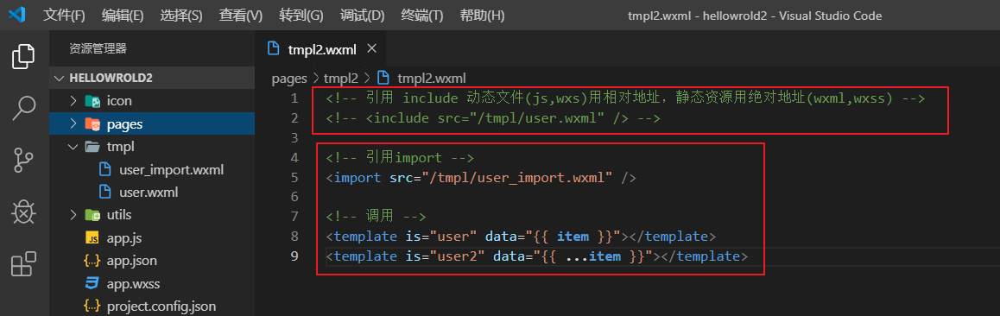 文件(F) 编辑(E) 选择(S) 查看(V) 转到(G) 调试(D) 终端(T) 帮助(H) tmpl2.wxml - hellowrold2 - Visual Studio Code
资源管理器
HELLOWROLD2
icon
pages
tmpl
user_import.wxml
user.wxml
utils
JS app.js
{..} app.json
app.wxss
{..} project.config.json
tmpl2.wxml ×
pages > tmpl2 > tmpl2.wxml
1 <!-- 引用 include 动态文件(js,wxs)用相对地址，静态资源用绝对地址(wxml,wxss) -->
2 <!-- <include src="/tmpl/user.wxml" /> -->
3
4 <!-- 引用import -->
5 <import src="/tmpl/user_import.wxml" />
6
7 <!-- 调用 -->
8 <template is="user" data="{{ item }}"></template>
9 <template is="user2" data="{{ ...item }}"></template>